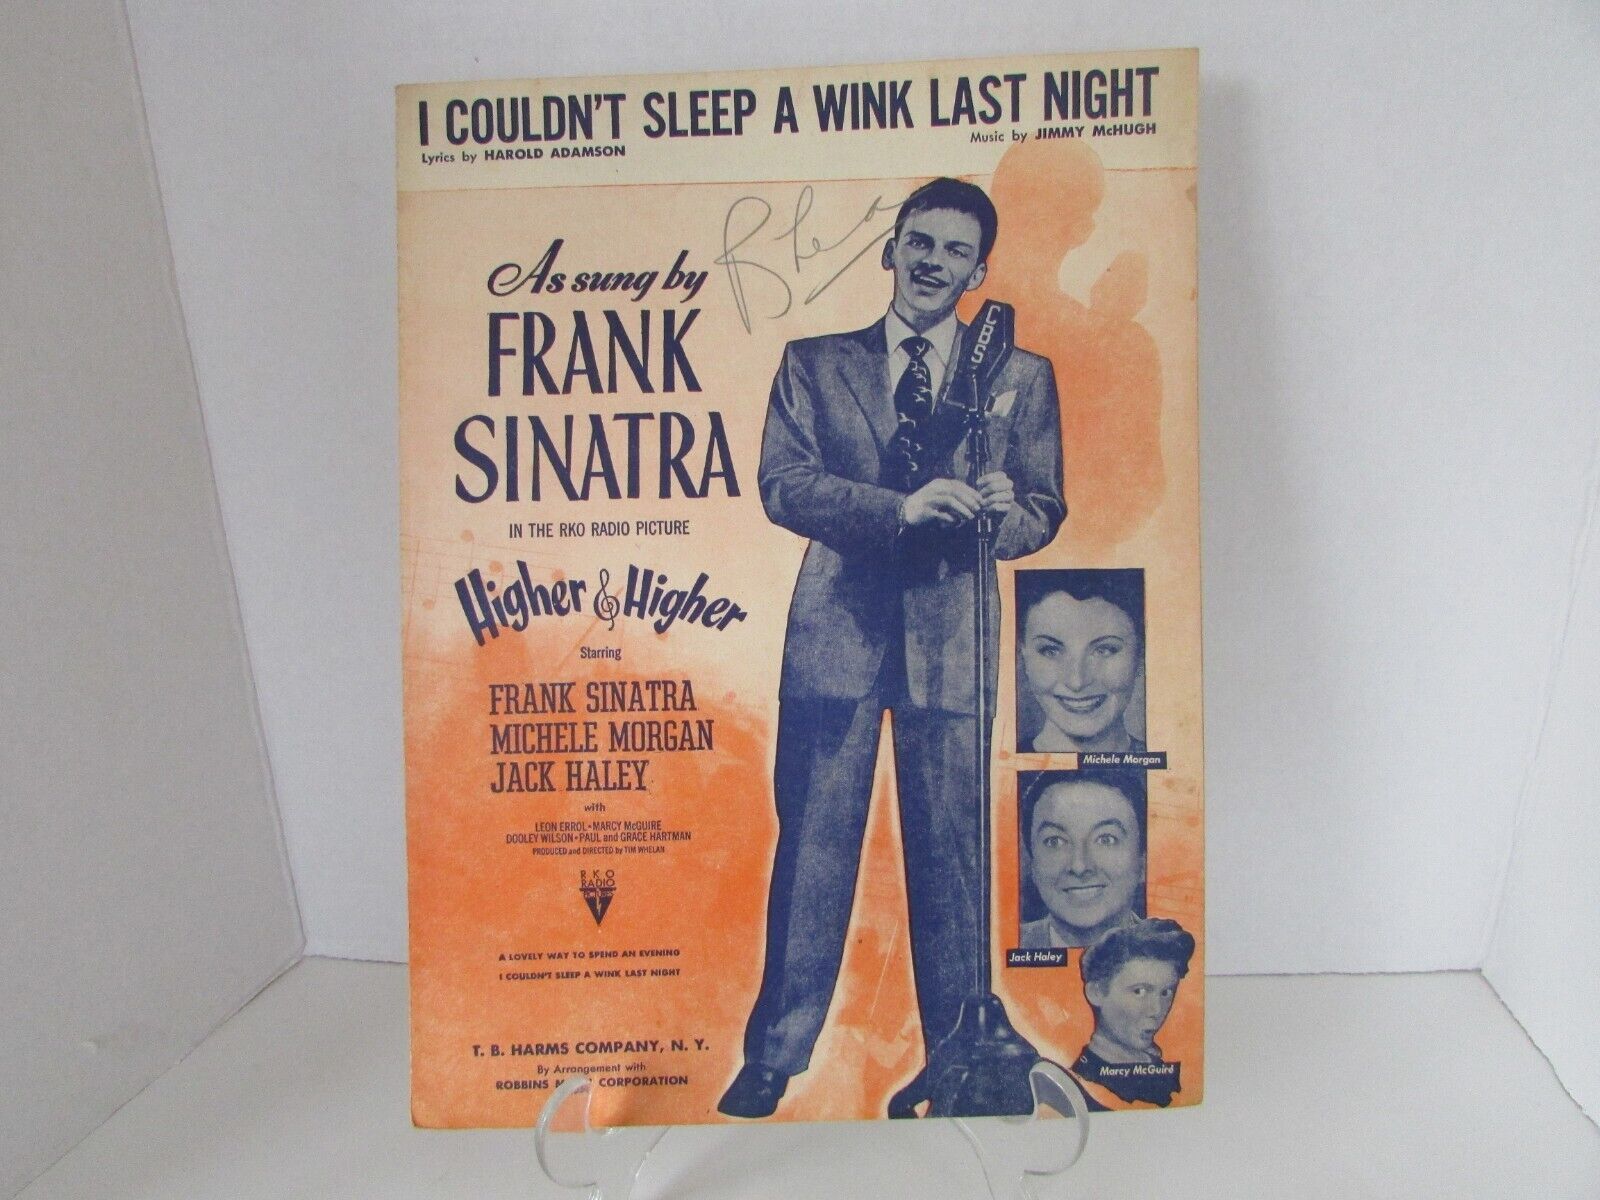 I COULDN'T SLEEP A WINK LAST NIGHT
Lyrics by HAROLD ADAMSON
Music by JIMMY McHUGH
As sung by
FRANK
SINATRA
IN THE RKO RADIO PICTURE
Higher & Higher
Starring
FRANK SINATRA
MICHELE MORGAN
JACK HALEY
with
LEON ERROL • MARCY McGUIRE
DOOLEY WILSON • PAUL and GRACE HARTMAN
PRODUCED and DIRECTED by TIM WHELAN
RKO
RADIO
PICTURES
A LOVELY WAY TO SPEND AN EVENING
I COULDN'T SLEEP A WINK LAST NIGHT
T. B. HARMS COMPANY, N. Y.
By Arrangement with
ROBBINS CORPORATION
CBS
Michele Morgan
Jack Haley
Marcy McGuire